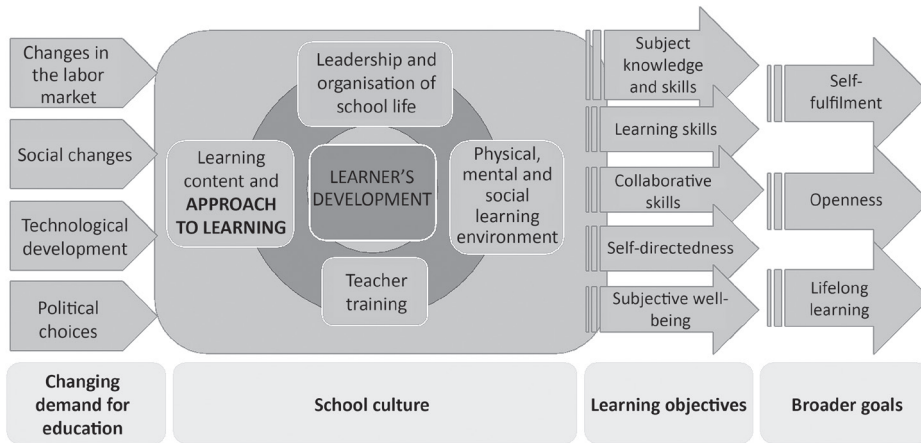 Changes in
the labor
market
Social changes
Technological
development
Political
choices
Leadership and
organisation of
school life
Learning
content and
APPROACH
TO LEARNING
LEARNER'S
DEVELOPMENT
Physical,
mental and
social
learning
environment
Teacher
training
Subject
knowledge
and skills
Learning skills
Collaborative
skills
Self-directedness
Subjective well-
being
Self-
fulfilment
Openness
Lifelong
learning
Changing
demand for
education
School culture
Learning objectives
Broader goals